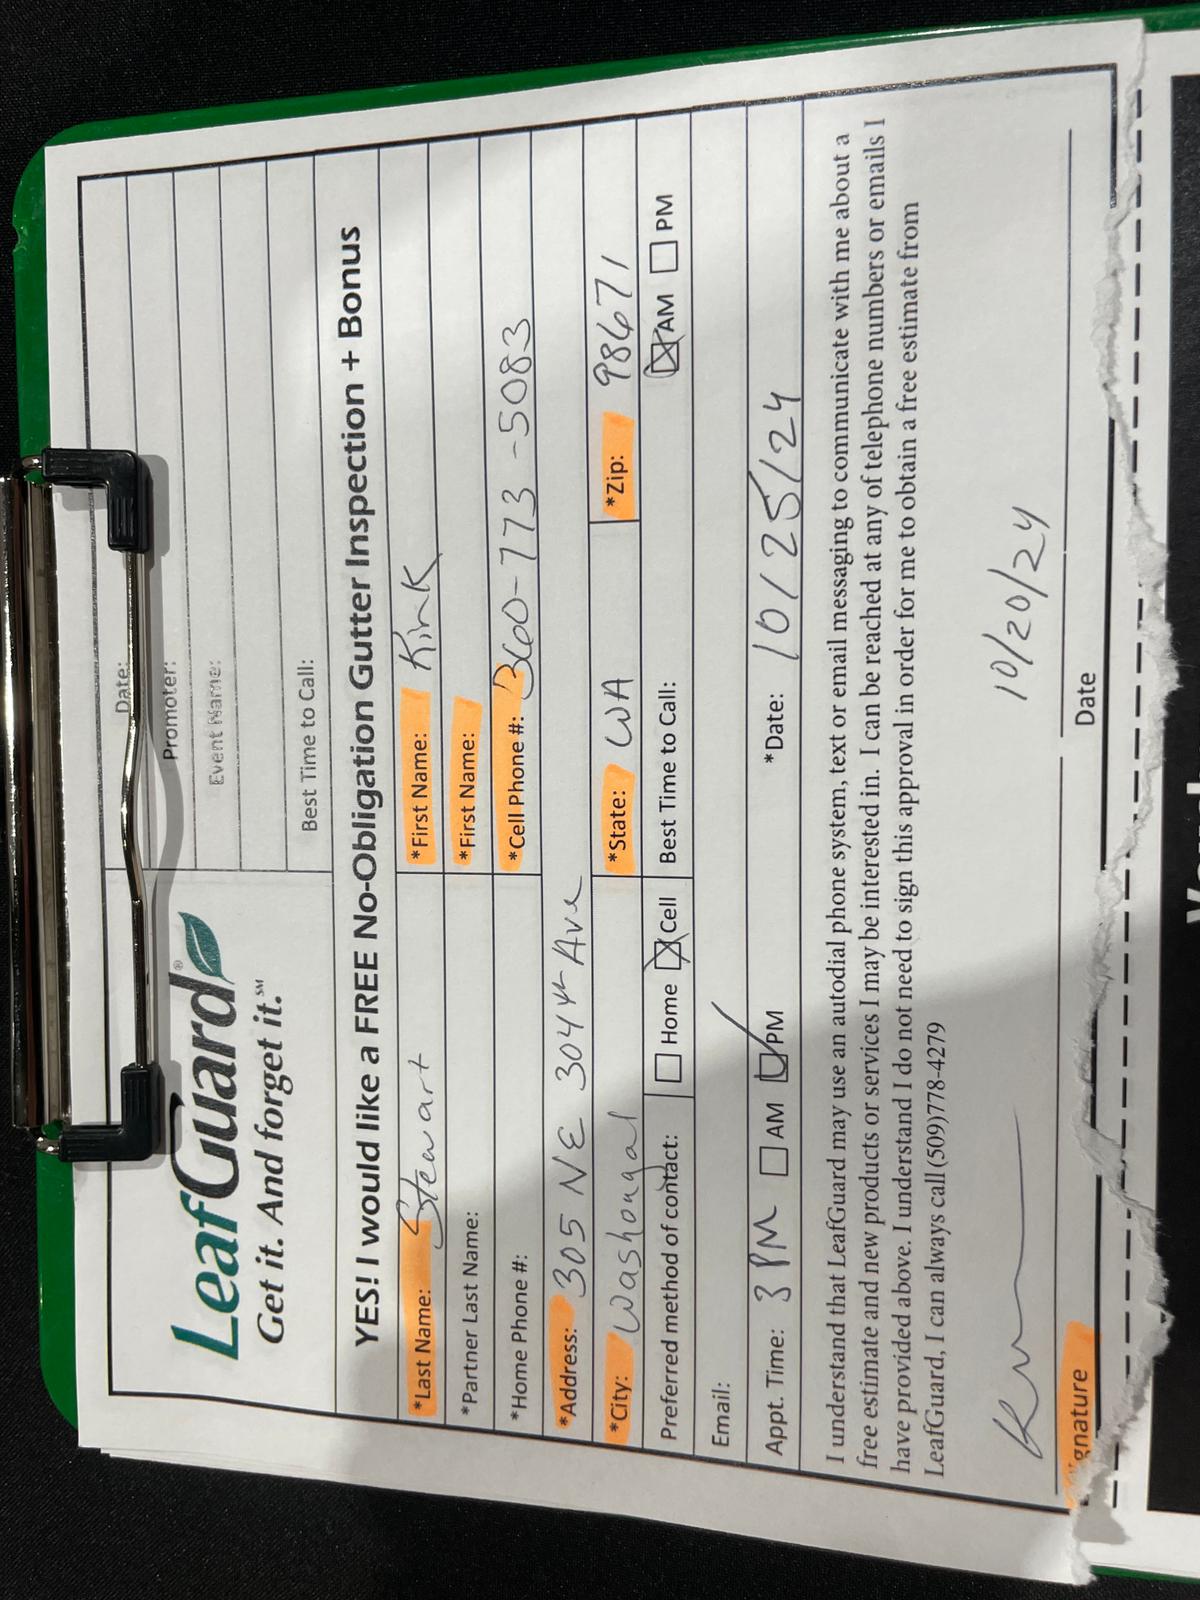 LeafGuard®
Get it. And forget it.℠
Date:
Promoter:
Event Name:
Best Time to Call:
YES! I would like a FREE No-Obligation Gutter Inspection + Bonus
*Last Name: Stewart *First Name: Kirk
*Partner Last Name: *First Name:
*Home Phone #: *Cell Phone #: 360-773-5083
*Address: 305 NE 304th Ave
*City: Washougal *State: WA *Zip: 98671
Preferred method of contact: Home Cell Best Time to Call: AM PM
Email:
Appt. Time: 3 PM AM PM *Date: 10/25/24
I understand that LeafGuard may use an autodial phone system, text or email messaging to communicate with me about a
free estimate and new products or services I may be interested in. I can be reached at any of telephone numbers or emails I
have provided above. I understand I do not need to sign this approval in order for me to obtain a free estimate from
LeafGuard, I can always call (509)778-4279
10/20/24
ignature Date